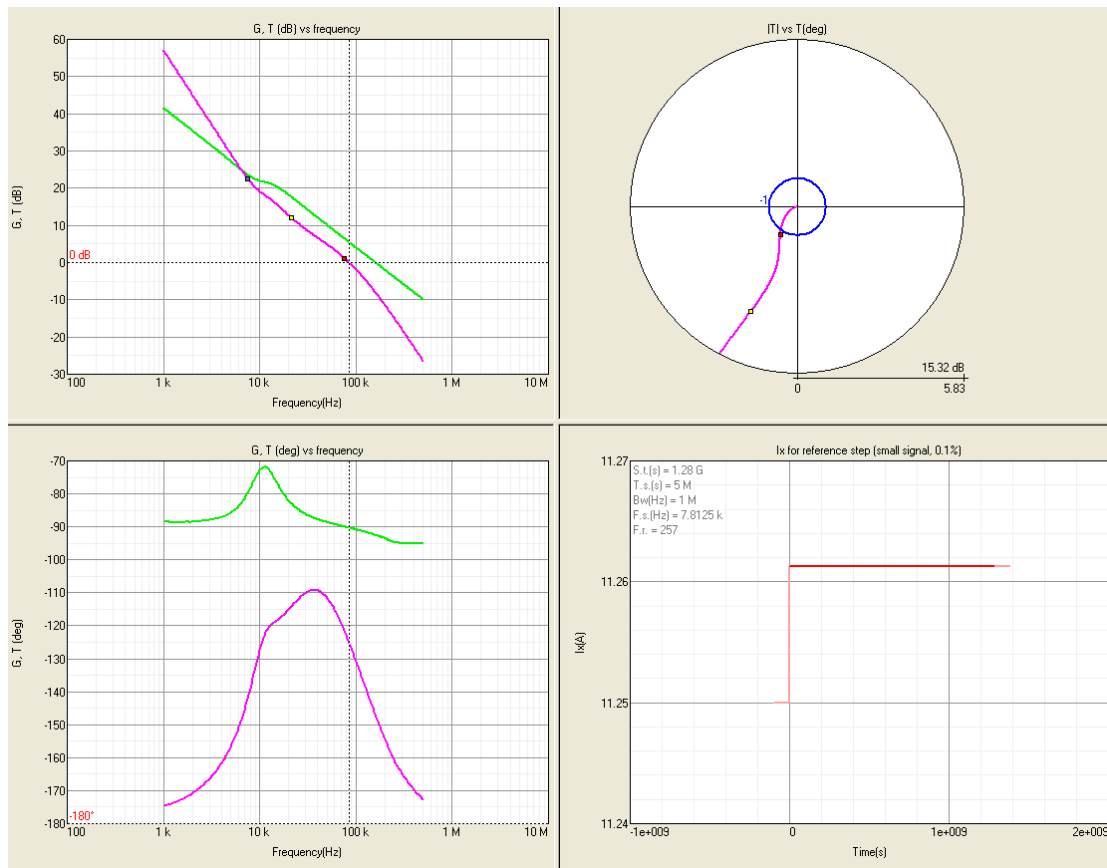 G, T (dB) vs frequency
60
50
40
30
20
10
0
-10
-20
-30
G, T (dB)
0 dB
100
1 k
10 k
100 k
1 M
10 M
Frequency(Hz)
|T| vs T(deg)
-1
15.32 dB
0
5.83
G, T (deg) vs frequency
-70
-80
-90
-100
-110
-120
-130
-140
-150
-160
-170
-180
G, T (deg)
-180°
100
1 k
10 k
100 k
1 M
10 M
Frequency(Hz)
Ix for reference step (small signal, 0.1%)
S.t.(s) = 1.28 G
T.s.(s) = 5 M
Bw(Hz) = 1 M
F.s.(Hz) = 7.8125 k
F.r. = 257
11.27
11.26
11.25
11.24
Ix(A)
-1e+009
0
1e+009
2e+009
Time(s)